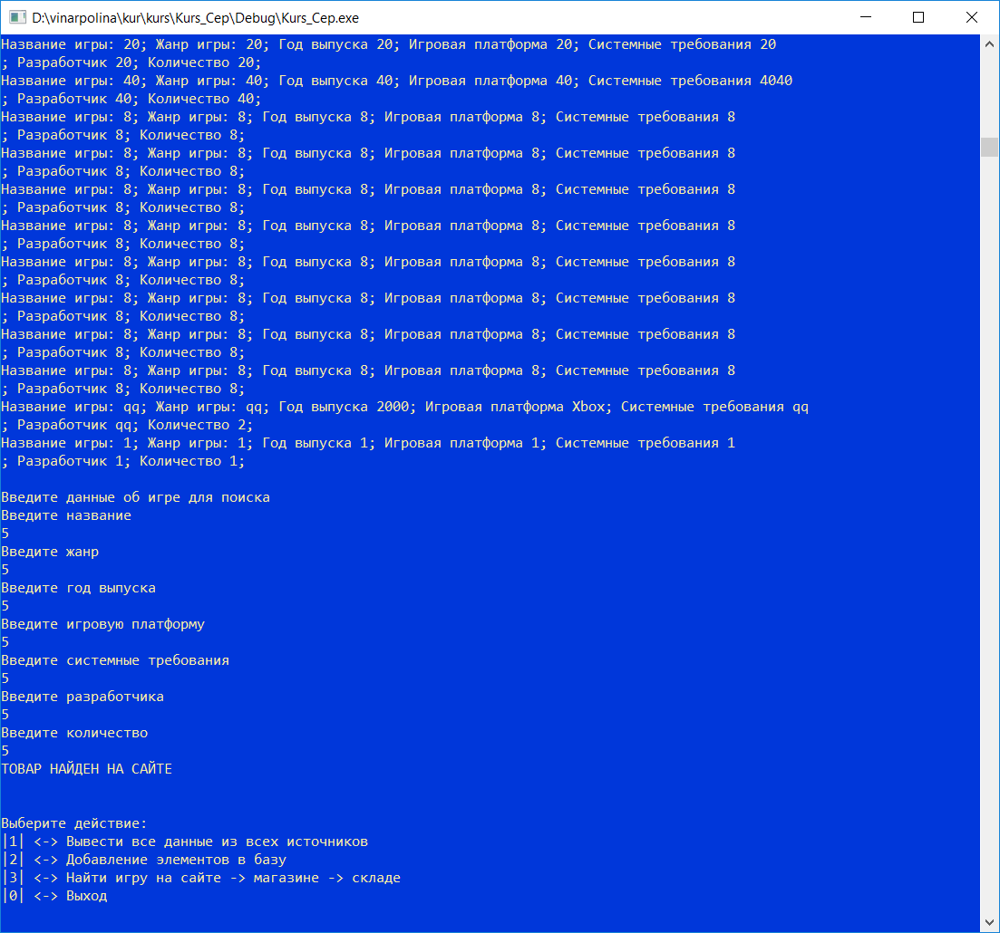 D:\vinarpolina\kur\kurs\Kurs_Cep\Debug\Kurs_Cep.exe
Название игры: 20; Жанр игры: 20; Год выпуска 20; Игровая платформа 20; Системные требования 20
; Разработчик 20; Количество 20;
Название игры: 40; Жанр игры: 40; Год выпуска 40; Игровая платформа 40; Системные требования 4040
; Разработчик 40; Количество 40;
Название игры: 8; Жанр игры: 8; Год выпуска 8; Игровая платформа 8; Системные требования 8
; Разработчик 8; Количество 8;
Название игры: 8; Жанр игры: 8; Год выпуска 8; Игровая платформа 8; Системные требования 8
; Разработчик 8; Количество 8;
Название игры: 8; Жанр игры: 8; Год выпуска 8; Игровая платформа 8; Системные требования 8
; Разработчик 8; Количество 8;
Название игры: 8; Жанр игры: 8; Год выпуска 8; Игровая платформа 8; Системные требования 8
; Разработчик 8; Количество 8;
Название игры: 8; Жанр игры: 8; Год выпуска 8; Игровая платформа 8; Системные требования 8
; Разработчик 8; Количество 8;
Название игры: 8; Жанр игры: 8; Год выпуска 8; Игровая платформа 8; Системные требования 8
; Разработчик 8; Количество 8;
Название игры: 8; Жанр игры: 8; Год выпуска 8; Игровая платформа 8; Системные требования 8
; Разработчик 8; Количество 8;
Название игры: 8; Жанр игры: 8; Год выпуска 8; Игровая платформа 8; Системные требования 8
; Разработчик 8; Количество 8;
Название игры: qq; Жанр игры: qq; Год выпуска 2000; Игровая платформа Xbox; Системные требования qq
; Разработчик qq; Количество 2;
Название игры: 1; Жанр игры: 1; Год выпуска 1; Игровая платформа 1; Системные требования 1
; Разработчик 1; Количество 1;
Введите данные об игре для поиска
Введите название
5
Введите жанр
5
Введите год выпуска
5
Введите игровую платформу
5
Введите системные требования
5
Введите разработчика
5
Введите количество
5
ТОВАР НАЙДЕН НА САЙТЕ
Выберите действие:
|1| <-> Вывести все данные из всех источников
|2| <-> Добавление элементов в базу
|3| <-> Найти игру на сайте -> магазине -> складе
|0| <-> Выход